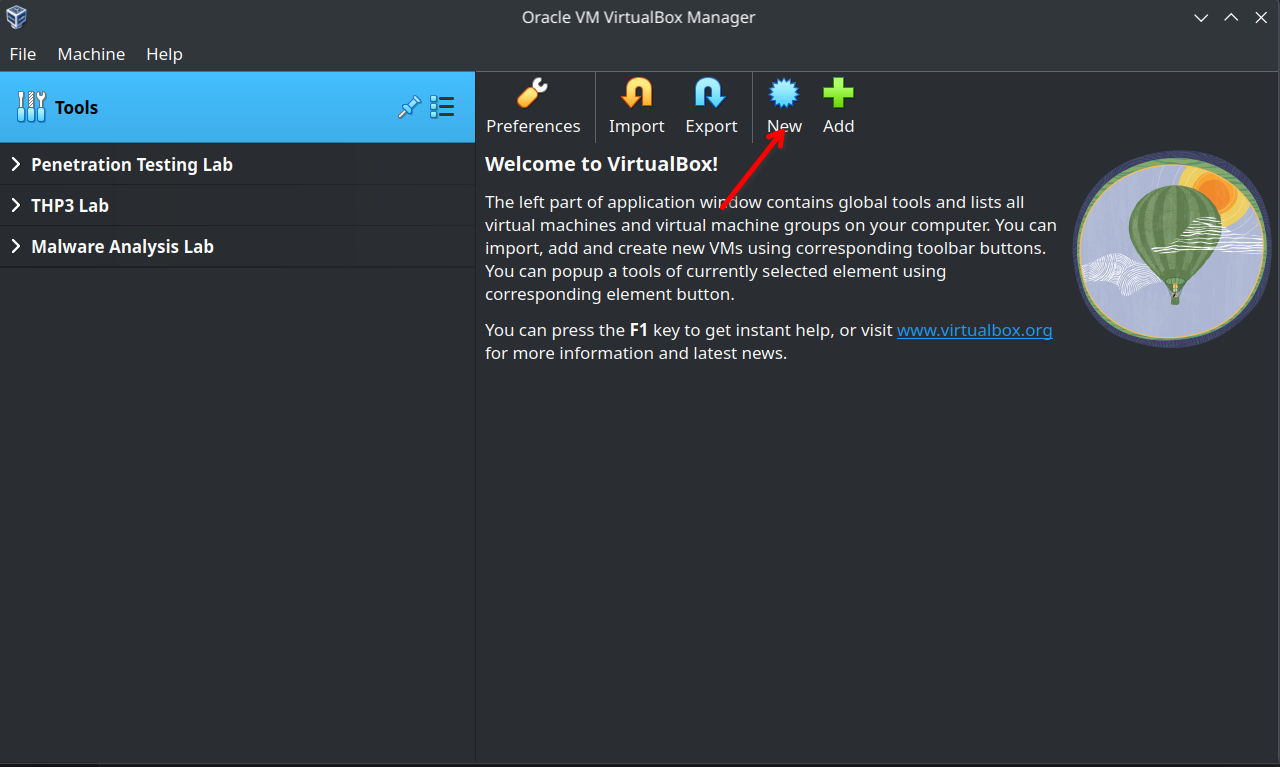 Oracle VM VirtualBox Manager
File Machine Help
Tools
Preferences Import Export New Add
Penetration Testing Lab
THP3 Lab
Malware Analysis Lab
Welcome to VirtualBox!
The left part of application window contains global tools and lists all
virtual machines and virtual machine groups on your computer. You can
import, add and create new VMs using corresponding toolbar buttons.
You can popup a tools of currently selected element using
corresponding element button.
You can press the F1 key to get instant help, or visit www.virtualbox.org
for more information and latest news.